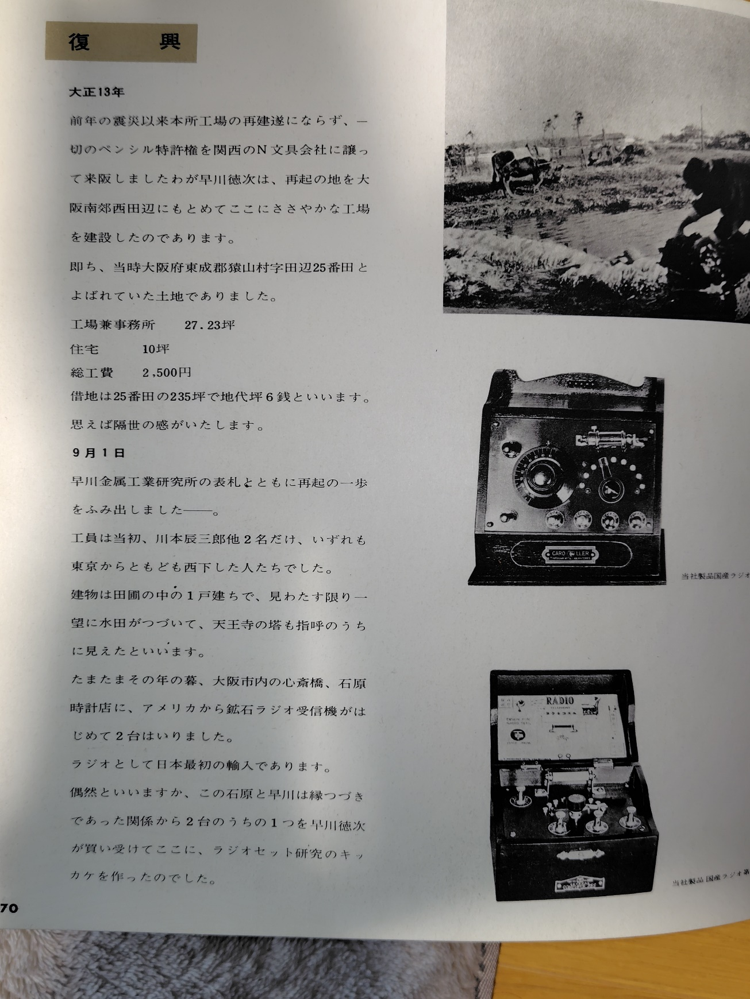 復興
大正13年
前年の震災以来本所工場の再建遂にならず、一
切のペンシル特許権を関西のN文具会社に譲っ
て来阪しましたわが早川徳次は、再起の地を大
阪南郊西田辺にもとめてここにささやかな工場
を建設したのであります。
即ち、当時大阪府東成郡猿山村字田辺25番田と
よばれていた土地でありました。
工場兼事務所 27.23坪
住宅 10坪
総工費 2,500円
借地は25番田の235坪で地代坪6銭といいます。
思えば隔世の感がいたします。
9月1日
早川金属工業研究所の表札とともに再起の一歩
をふみ出しました――。
工員は当初、川本辰三郎他2名だけ、いずれも
東京からともども西下した人たちでした。
建物は田圃の中の1戸建ちで、見わたす限り一
望に水田がつづいて、天王寺の塔も指呼のうち
に見えたといいます。
たまたまその年の暮、大阪市内の心斎橋、石原
時計店に、アメリカから鉱石ラジオ受信機がは
じめて2台はいりました。
ラジオとして日本最初の輸入であります。
偶然といいますか、この石原と早川は縁つづき
であった関係から2台のうちの1つを早川徳次
が買い受けてここに、ラジオセット研究のキッ
カケを作ったのでした。
70
当社製品国産ラジオ
RADIO
当社製品 国産ラジオ第